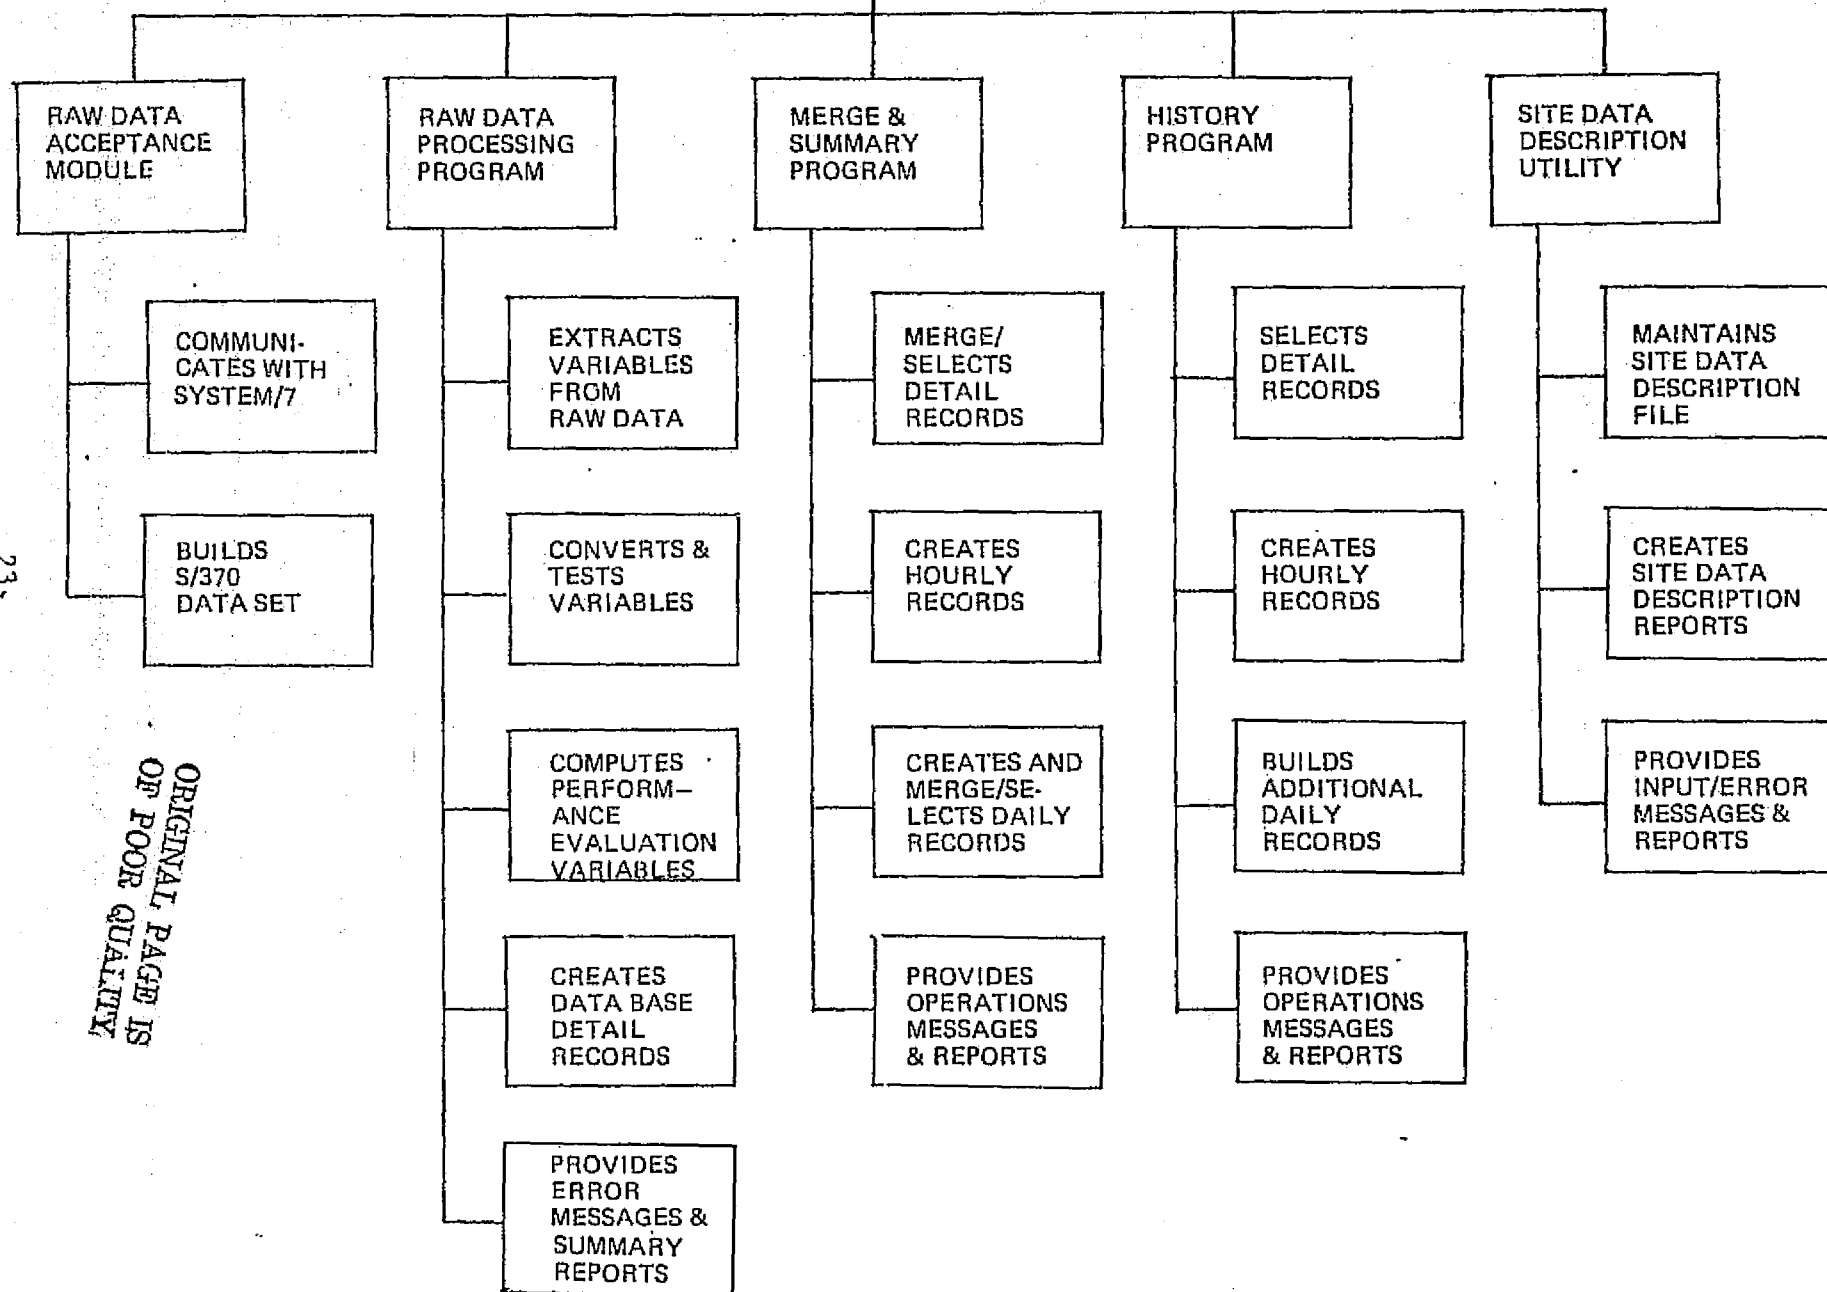 RAW DATA
ACCEPTANCE
MODULE
COMMUNI-
CATES WITH
SYSTEM/7
BUILDS
S/370
DATA SET
RAW DATA
PROCESSING
PROGRAM
EXTRACTS
VARIABLES
FROM
RAW DATA
CONVERTS &
TESTS
VARIABLES
COMPUTES
PERFORM–
ANCE
EVALUATION
VARIABLES
CREATES
DATA BASE
DETAIL
RECORDS
PROVIDES
ERROR
MESSAGES &
SUMMARY
REPORTS
MERGE &
SUMMARY
PROGRAM
MERGE/
SELECTS
DETAIL
RECORDS
CREATES
HOURLY
RECORDS
CREATES AND
MERGE/SE-
LECTS DAILY
RECORDS
PROVIDES
OPERATIONS
MESSAGES
& REPORTS
HISTORY
PROGRAM
SELECTS
DETAIL
RECORDS
CREATES
HOURLY
RECORDS
BUILDS
ADDITIONAL
DAILY
RECORDS
PROVIDES
OPERATIONS
MESSAGES
& REPORTS
SITE DATA
DESCRIPTION
UTILITY
MAINTAINS
SITE DATA
DESCRIPTION
FILE
CREATES
SITE DATA
DESCRIPTION
REPORTS
PROVIDES
INPUT/ERROR
MESSAGES &
REPORTS
23
ORIGINAL PAGE IS
OF POOR QUALITY